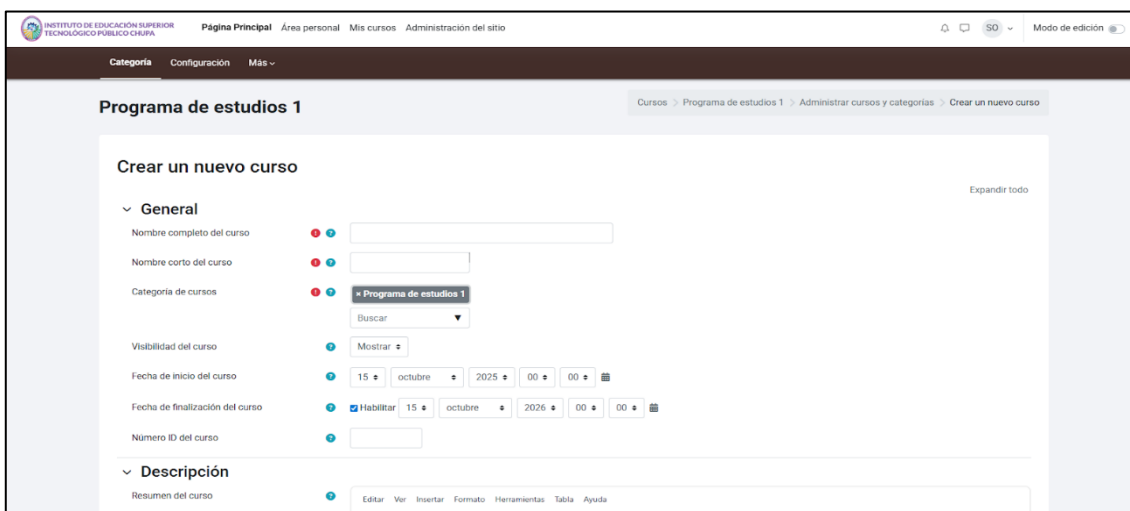 INSTITUTO DE EDUCACIÓN SUPERIOR
TECNOLÓGICO PÚBLICO CHUPA
Página Principal Área personal Mis cursos Administración del sitio
SO Modo de edición
Categoría Configuración Más
Programa de estudios 1
Cursos > Programa de estudios 1 > Administrar cursos y categorías > Crear un nuevo curso
Crear un nuevo curso
Expandir todo
General
Nombre completo del curso
Nombre corto del curso
Categoría de cursos × Programa de estudios 1
Buscar
Visibilidad del curso Mostrar
Fecha de inicio del curso 15 octubre 2025 00 00
Fecha de finalización del curso Habilitar 15 octubre 2026 00 00
Número ID del curso
Descripción
Resumen del curso Editar Ver Insertar Formato Herramientas Tabla Ayuda